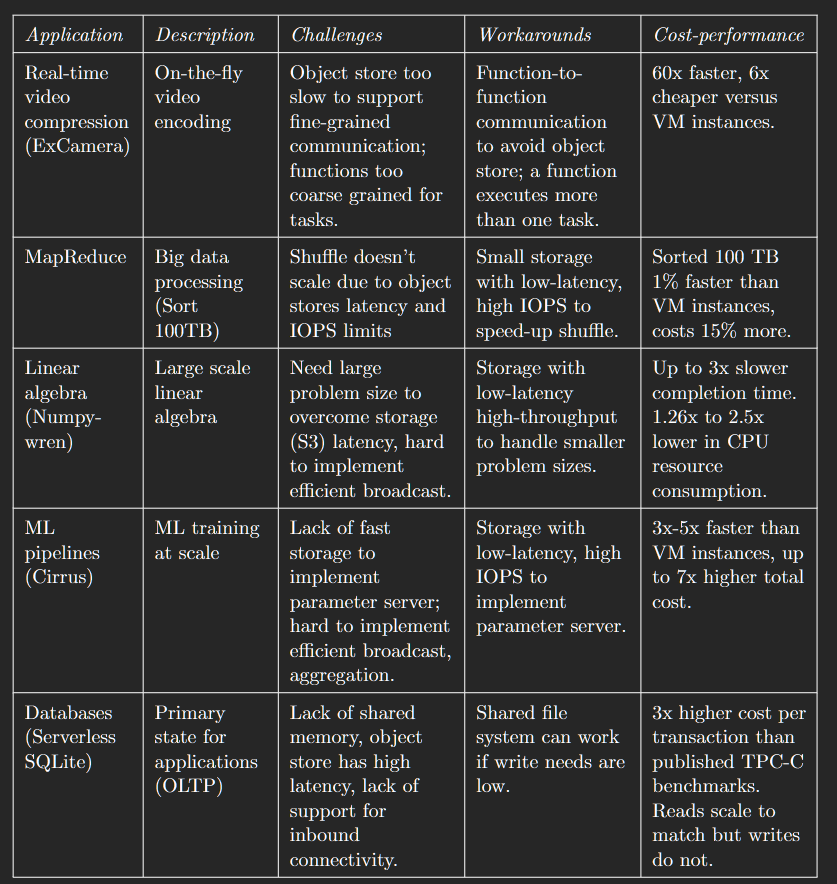 Application
Description
Challenges
Workarounds
Cost-performance
Real-time
video
compression
(ExCamera)
On-the-fly
video
encoding
Object store too
slow to support
fine-grained
communication;
functions too
coarse grained for
tasks.
Function-to-
function
communication
to avoid object
store; a function
executes more
than one task.
60x faster, 6x
cheaper versus
VM instances.
MapReduce
Big data
processing
(Sort
100TB)
Shuffle doesn't
scale due to object
stores latency and
IOPS limits
Small storage
with low-latency,
high IOPS to
speed-up shuffle.
Sorted 100 TB
1% faster than
VM instances,
costs 15% more.
Linear
algebra
(Numpy-
wren)
Large scale
linear
algebra
Need large
problem size to
overcome storage
(S3) latency, hard
to implement
efficient broadcast.
Storage with
low-latency
high-throughput
to handle smaller
problem sizes.
Up to 3x slower
completion time.
1.26x to 2.5x
lower in CPU
resource
consumption.
ML
pipelines
(Cirrus)
ML training
at scale
Lack of fast
storage to
implement
parameter server;
hard to implement
efficient broadcast,
aggregation.
Storage with
low-latency, high
IOPS to
implement
parameter server.
3x-5x faster than
VM instances, up
to 7x higher total
cost.
Databases
(Serverless
SQLite)
Primary
state for
applications
(OLTP)
Lack of shared
memory, object
store has high
latency, lack of
support for
inbound
connectivity.
Shared file
system can work
if write needs are
low.
3x higher cost per
transaction than
published TPC-C
benchmarks.
Reads scale to
match but writes
do not.